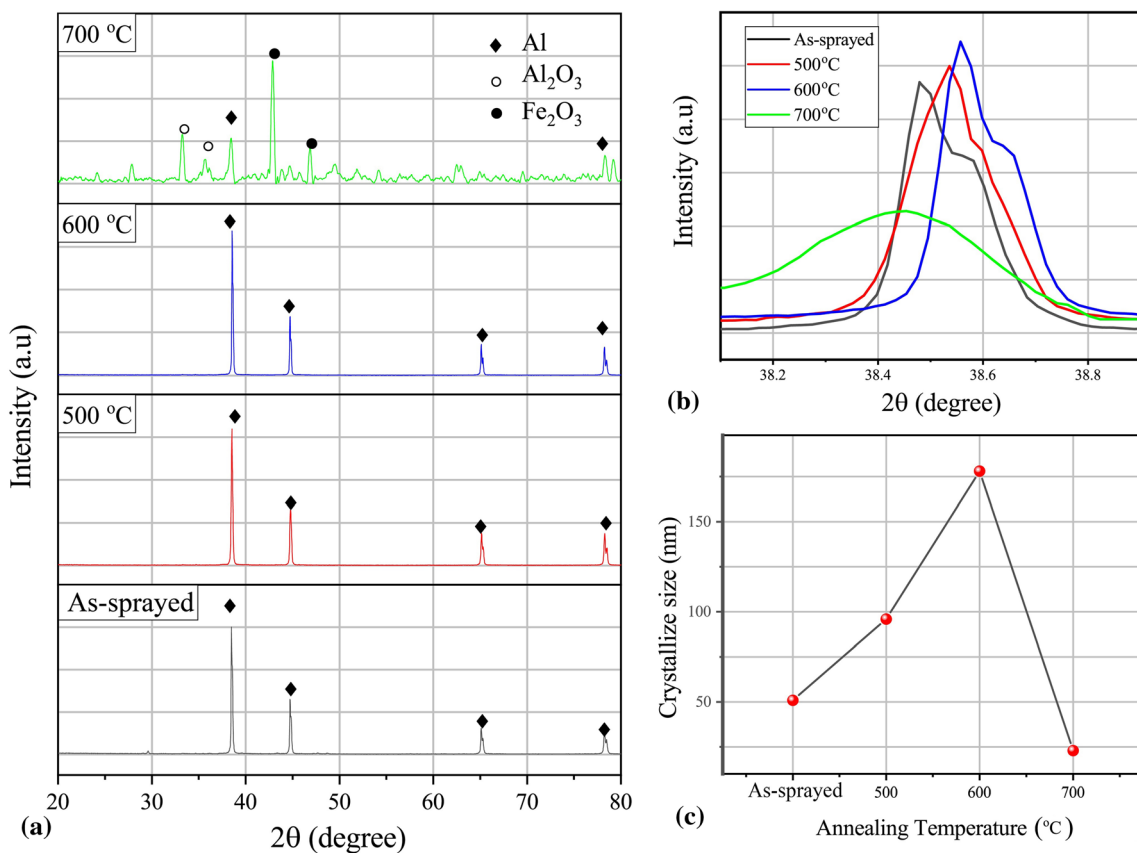 700 °C
◆ Al
○ Al₂O₃
● Fe₂O₃
600 °C
500 °C
As-sprayed
Intensity (a.u)
20 30 40 50 60 70 80
(a)
2θ (degree)
As-sprayed
500°C
600°C
700°C
Intensity (a.u)
38.2 38.4 38.6 38.8
(b)
2θ (degree)
150
100
50
Crystallize size (nm)
As-sprayed 500 600 700
(c)
Annealing Temperature (°C)